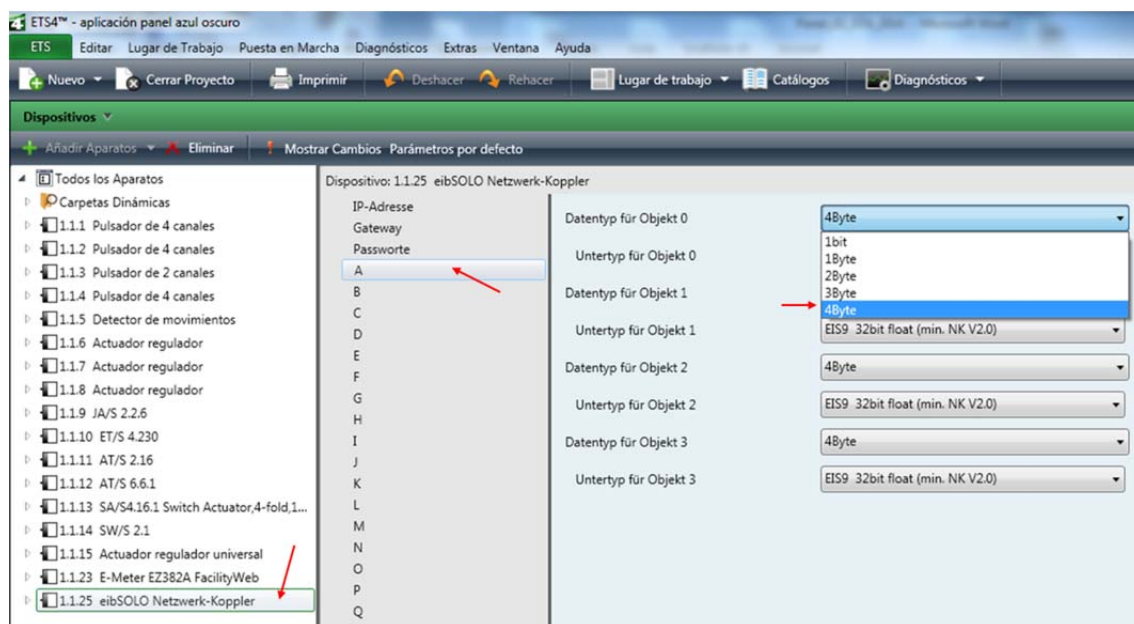 ETS4™ - aplicación panel azul oscuro
ETS Editar Lugar de Trabajo Puesta en Marcha Diagnósticos Extras Ventana Ayuda
Nuevo Cerrar Proyecto Imprimir Deshacer Rehacer Lugar de trabajo Catálogos Diagnósticos
Dispositivos
Añadir Aparatos Eliminar Mostrar Cambios Parámetros por defecto
Todos los Aparatos
Carpetas Dinámicas
1.1.1 Pulsador de 4 canales
1.1.2 Pulsador de 4 canales
1.1.3 Pulsador de 2 canales
1.1.4 Pulsador de 4 canales
1.1.5 Detector de movimientos
1.1.6 Actuador regulador
1.1.7 Actuador regulador
1.1.8 Actuador regulador
1.1.9 JA/S 2.2.6
1.1.10 ET/S 4.230
1.1.11 AT/S 2.16
1.1.12 AT/S 6.6.1
1.1.13 SA/S4.16.1 Switch Actuator,4-fold,1...
1.1.14 SW/S 2.1
1.1.15 Actuador regulador universal
1.1.23 E-Meter EZ382A FacilityWeb
1.1.25 eibSOLO Netzwerk-Koppler
Dispositivo: 1.1.25 eibSOLO Netzwerk-Koppler
IP-Adresse
Gateway
Passworte
A
B
C
D
E
F
G
H
I
J
K
L
M
N
O
P
Q
Datentyp für Objekt 0 4Byte
1bit
1Byte
2Byte
3Byte
4Byte
Untertyp für Objekt 0
Datentyp für Objekt 1
Untertyp für Objekt 1 EIS9 32bit float (min. NK V2.0)
Datentyp für Objekt 2 4Byte
Untertyp für Objekt 2 EIS9 32bit float (min. NK V2.0)
Datentyp für Objekt 3 4Byte
Untertyp für Objekt 3 EIS9 32bit float (min. NK V2.0)